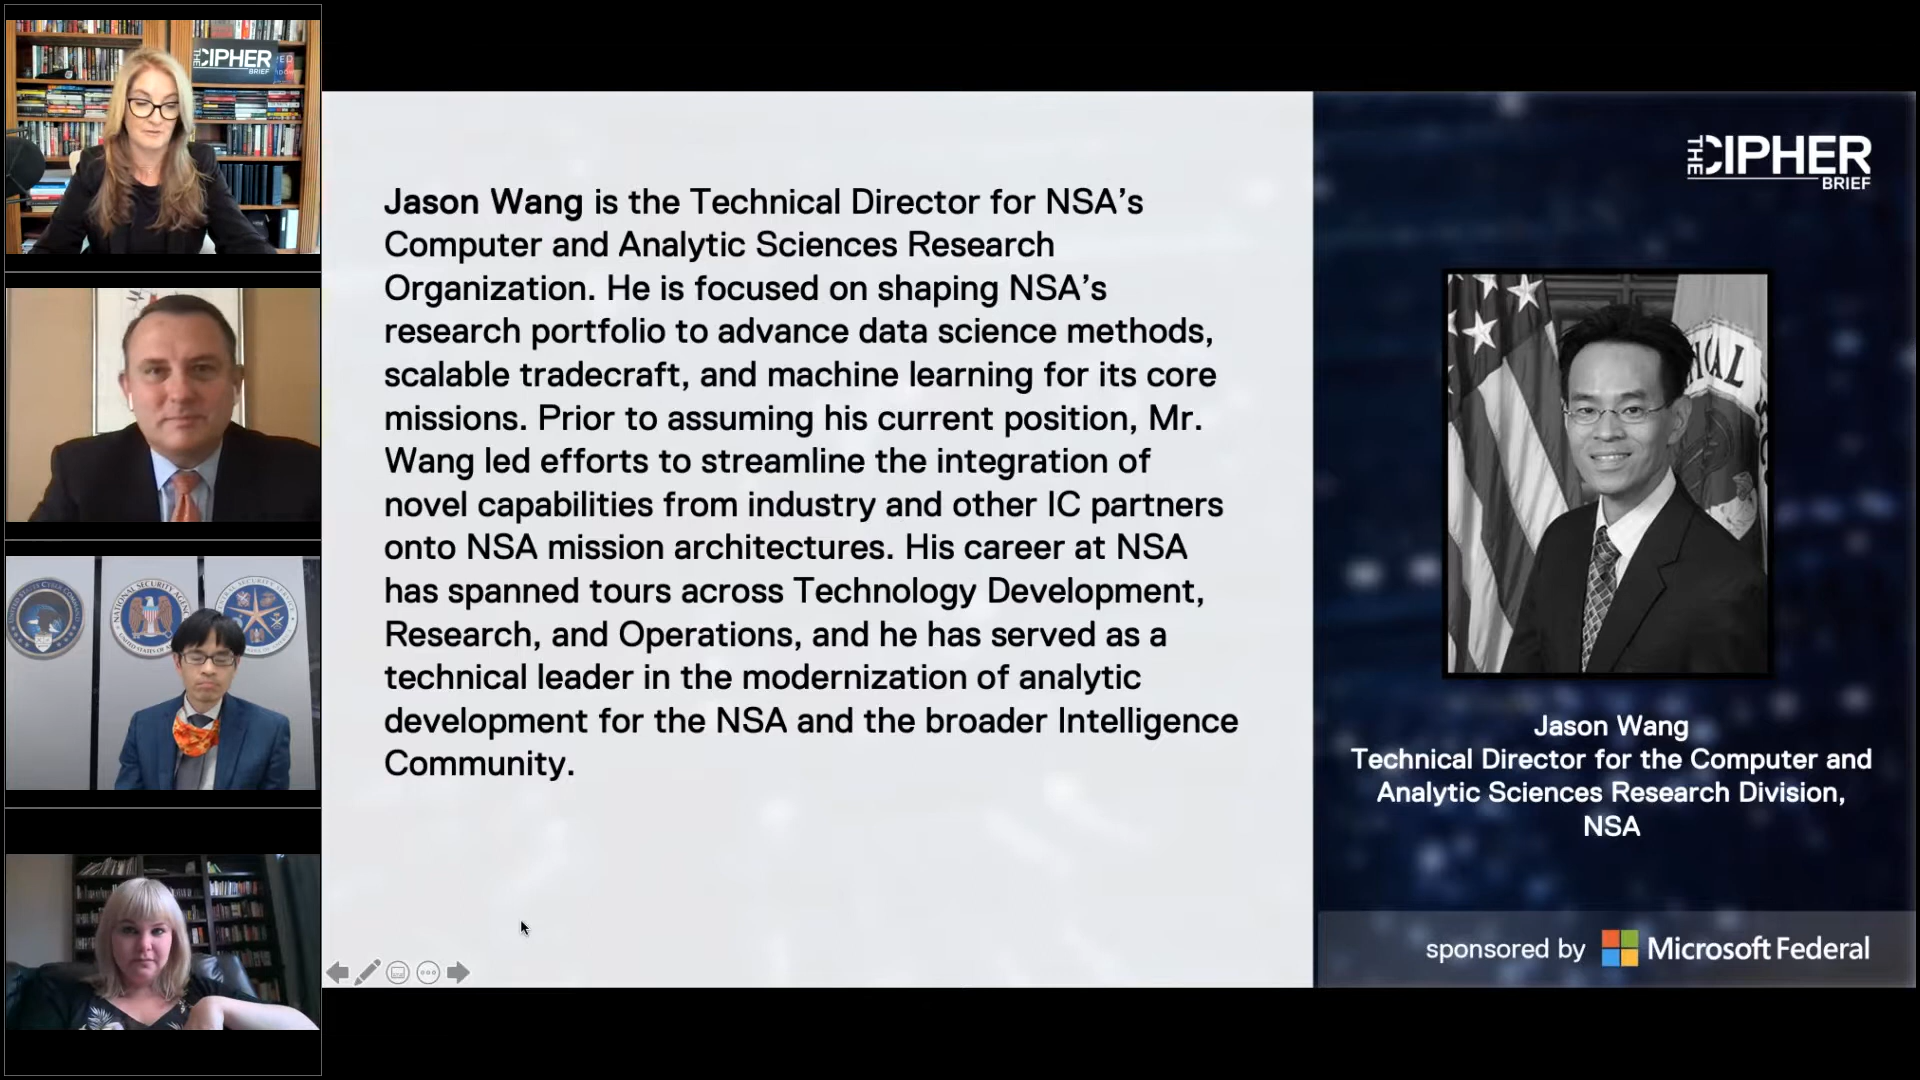 THE CIPHER BRIEF
Jason Wang is the Technical Director for NSA's
Computer and Analytic Sciences Research
Organization. He is focused on shaping NSA's
research portfolio to advance data science methods,
scalable tradecraft, and machine learning for its core
missions. Prior to assuming his current position, Mr.
Wang led efforts to streamline the integration of
novel capabilities from industry and other IC partners
onto NSA mission architectures. His career at NSA
has spanned tours across Technology Development,
Research, and Operations, and he has served as a
technical leader in the modernization of analytic
development for the NSA and the broader Intelligence
Community.
THE CIPHER
BRIEF
Jason Wang
Technical Director for the Computer and
Analytic Sciences Research Division,
NSA
sponsored by Microsoft Federal
NATIONAL SECURITY